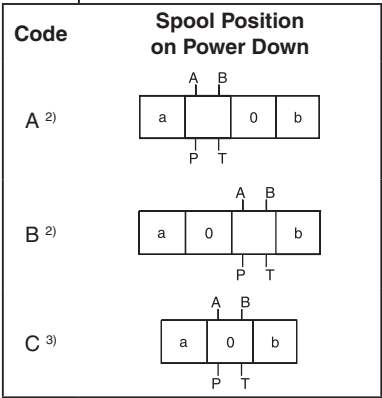 Code Spool Position
on Power Down
A B
A 2) a 0 b
P T
A B
B 2) a 0 b
P T
A B
C 3) a 0 b
P T